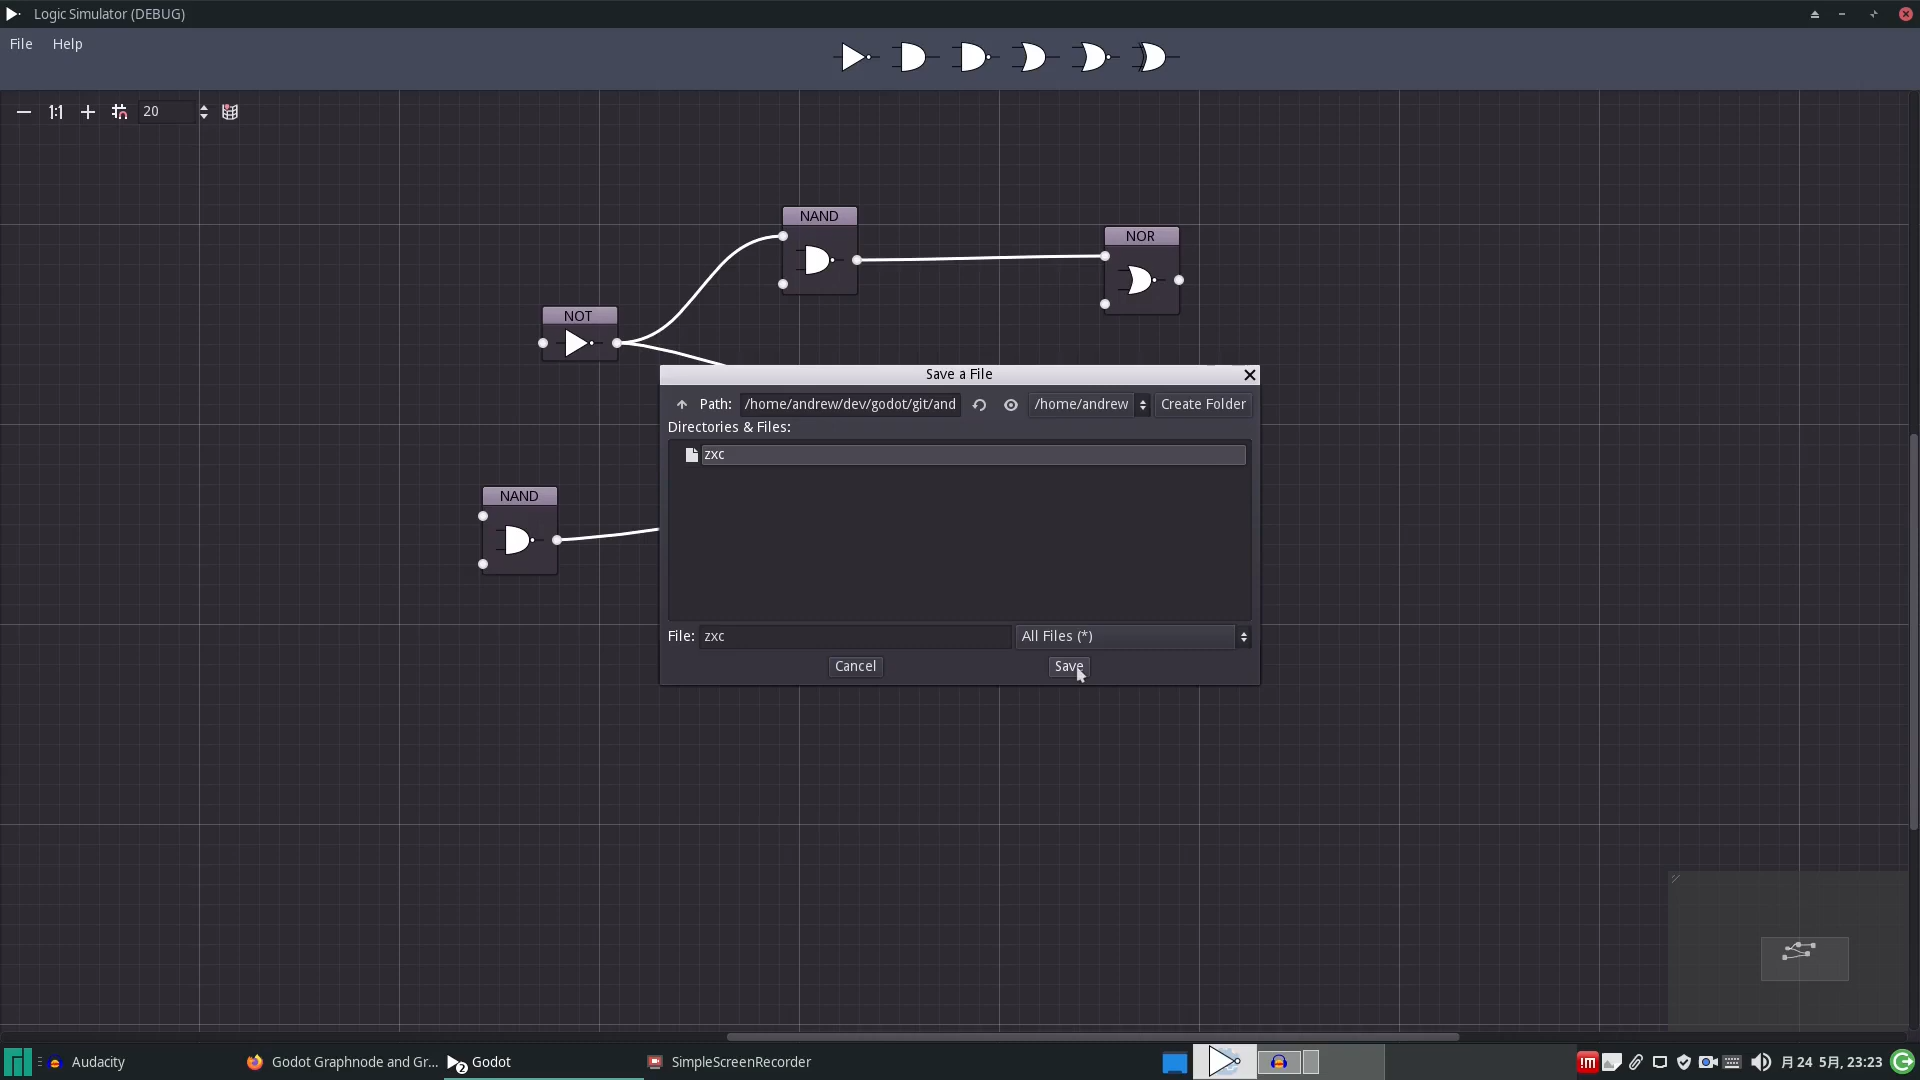 Logic Simulator (DEBUG)
File Help
1:1 20
NAND
NOR
NOT
NAND
Save a File
Path: /home/andrew/dev/godot/git/and /home/andrew Create Folder
Directories & Files:
zxc
File: zxc All Files (*)
Cancel Save
Audacity Godot Graphnode and Gr... 2 Godot SimpleScreenRecorder !m 月 24 5月, 23:23